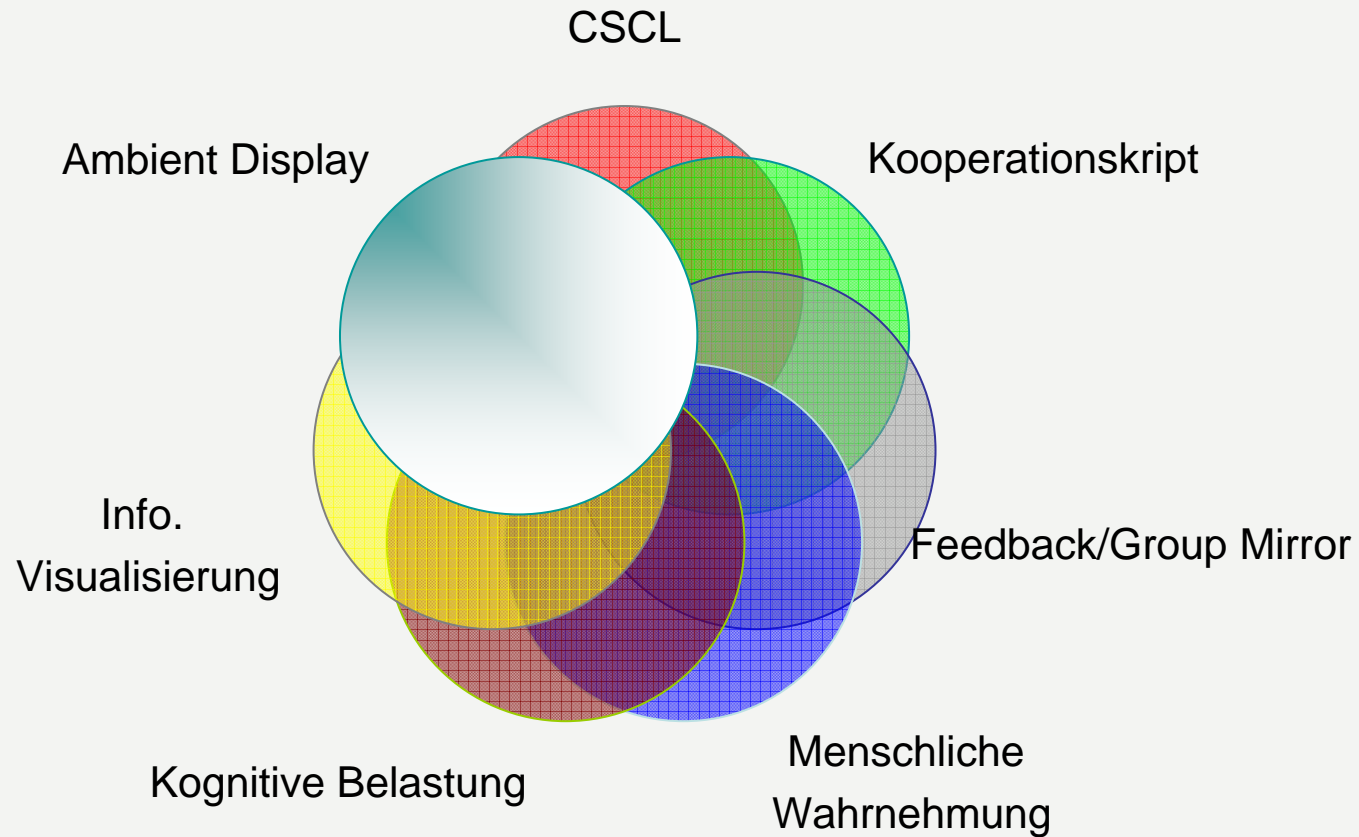 CSCL
Ambient Display
Kooperationskript
Info.
Visualisierung
Feedback/Group Mirror
Kognitive Belastung
Menschliche
Wahrnehmung